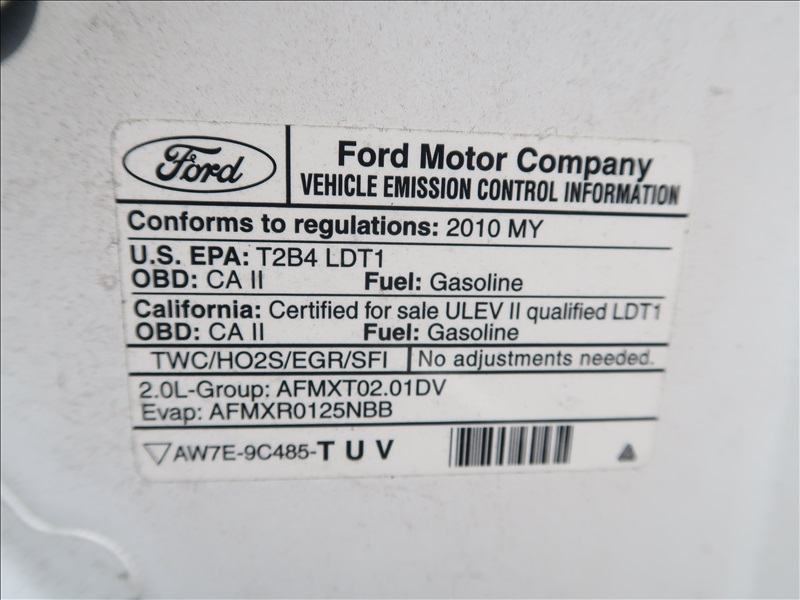 Ford
Ford Motor Company
VEHICLE EMISSION CONTROL INFORMATION
Conforms to regulations: 2010 MY
U.S. EPA: T2B4 LDT1
OBD: CA II Fuel: Gasoline
California: Certified for sale ULEV II qualified LDT1
OBD: CA II Fuel: Gasoline
TWC/HO2S/EGR/SFI No adjustments needed.
2.0L-Group: AFMXT02.01DV
Evap: AFMXR0125NBB
AW7E-9C485-T U V